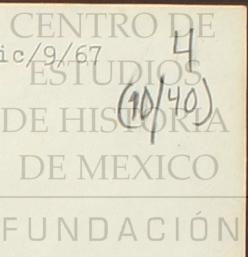 CENTRO DE
ic/9/67 4
ESTUDIOS
(10/40)
DE HISTORIA
DE MEXICO
FUNDACIÓN